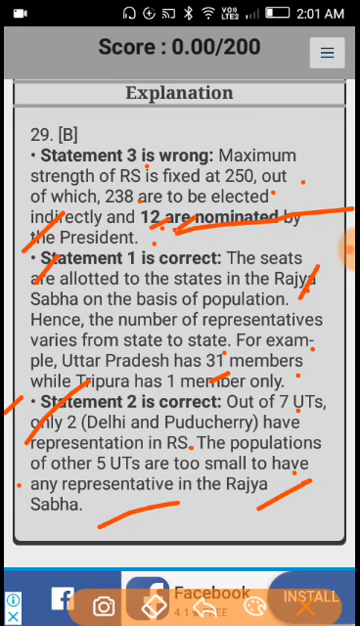 VoLTE2 2:01 AM
Score : 0.00/200
Explanation
29. [B]
• Statement 3 is wrong: Maximum
strength of RS is fixed at 250, out
of which, 238 are to be elected
indirectly and 12 are nominated by
the President.
• Statement 1 is correct: The seats
are allotted to the states in the Rajya
Sabha on the basis of population.
Hence, the number of representatives
varies from state to state. For exam-
ple, Uttar Pradesh has 31 members
while Tripura has 1 member only.
• Statement 2 is correct: Out of 7 UTs,
only 2 (Delhi and Puducherry) have
representation in RS. The populations
of other 5 UTs are too small to have
any representative in the Rajya
Sabha.
Facebook
INSTALL
4.1